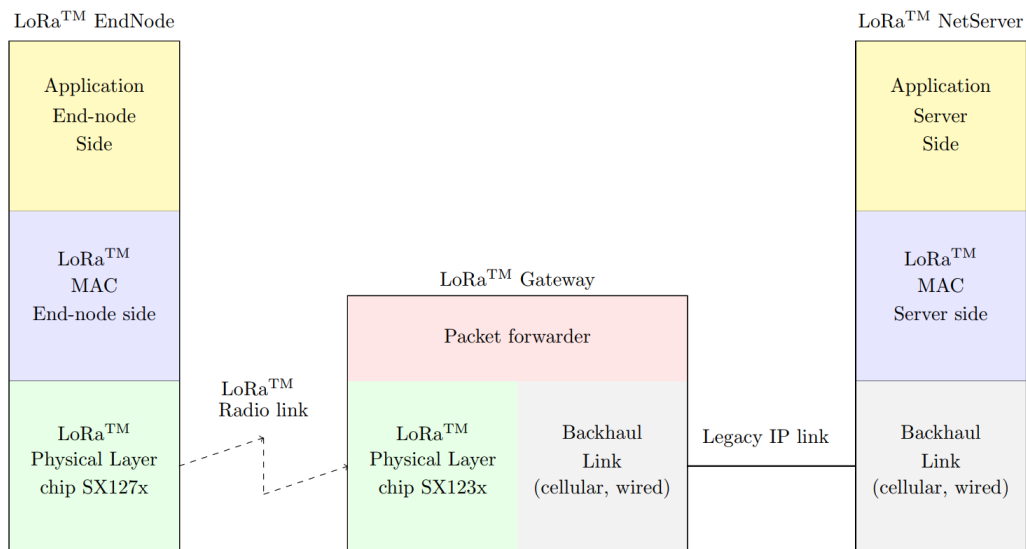 LoRa™ EndNode
Application
End-node
Side
LoRa™
MAC
End-node side
LoRa™
Physical Layer
chip SX127x
LoRa™
Radio link
LoRa™ Gateway
Packet forwarder
LoRa™
Physical Layer
chip SX123x
Backhaul
Link
(cellular, wired)
Legacy IP link
LoRa™ NetServer
Application
Server
Side
LoRa™
MAC
Server side
Backhaul
Link
(cellular, wired)